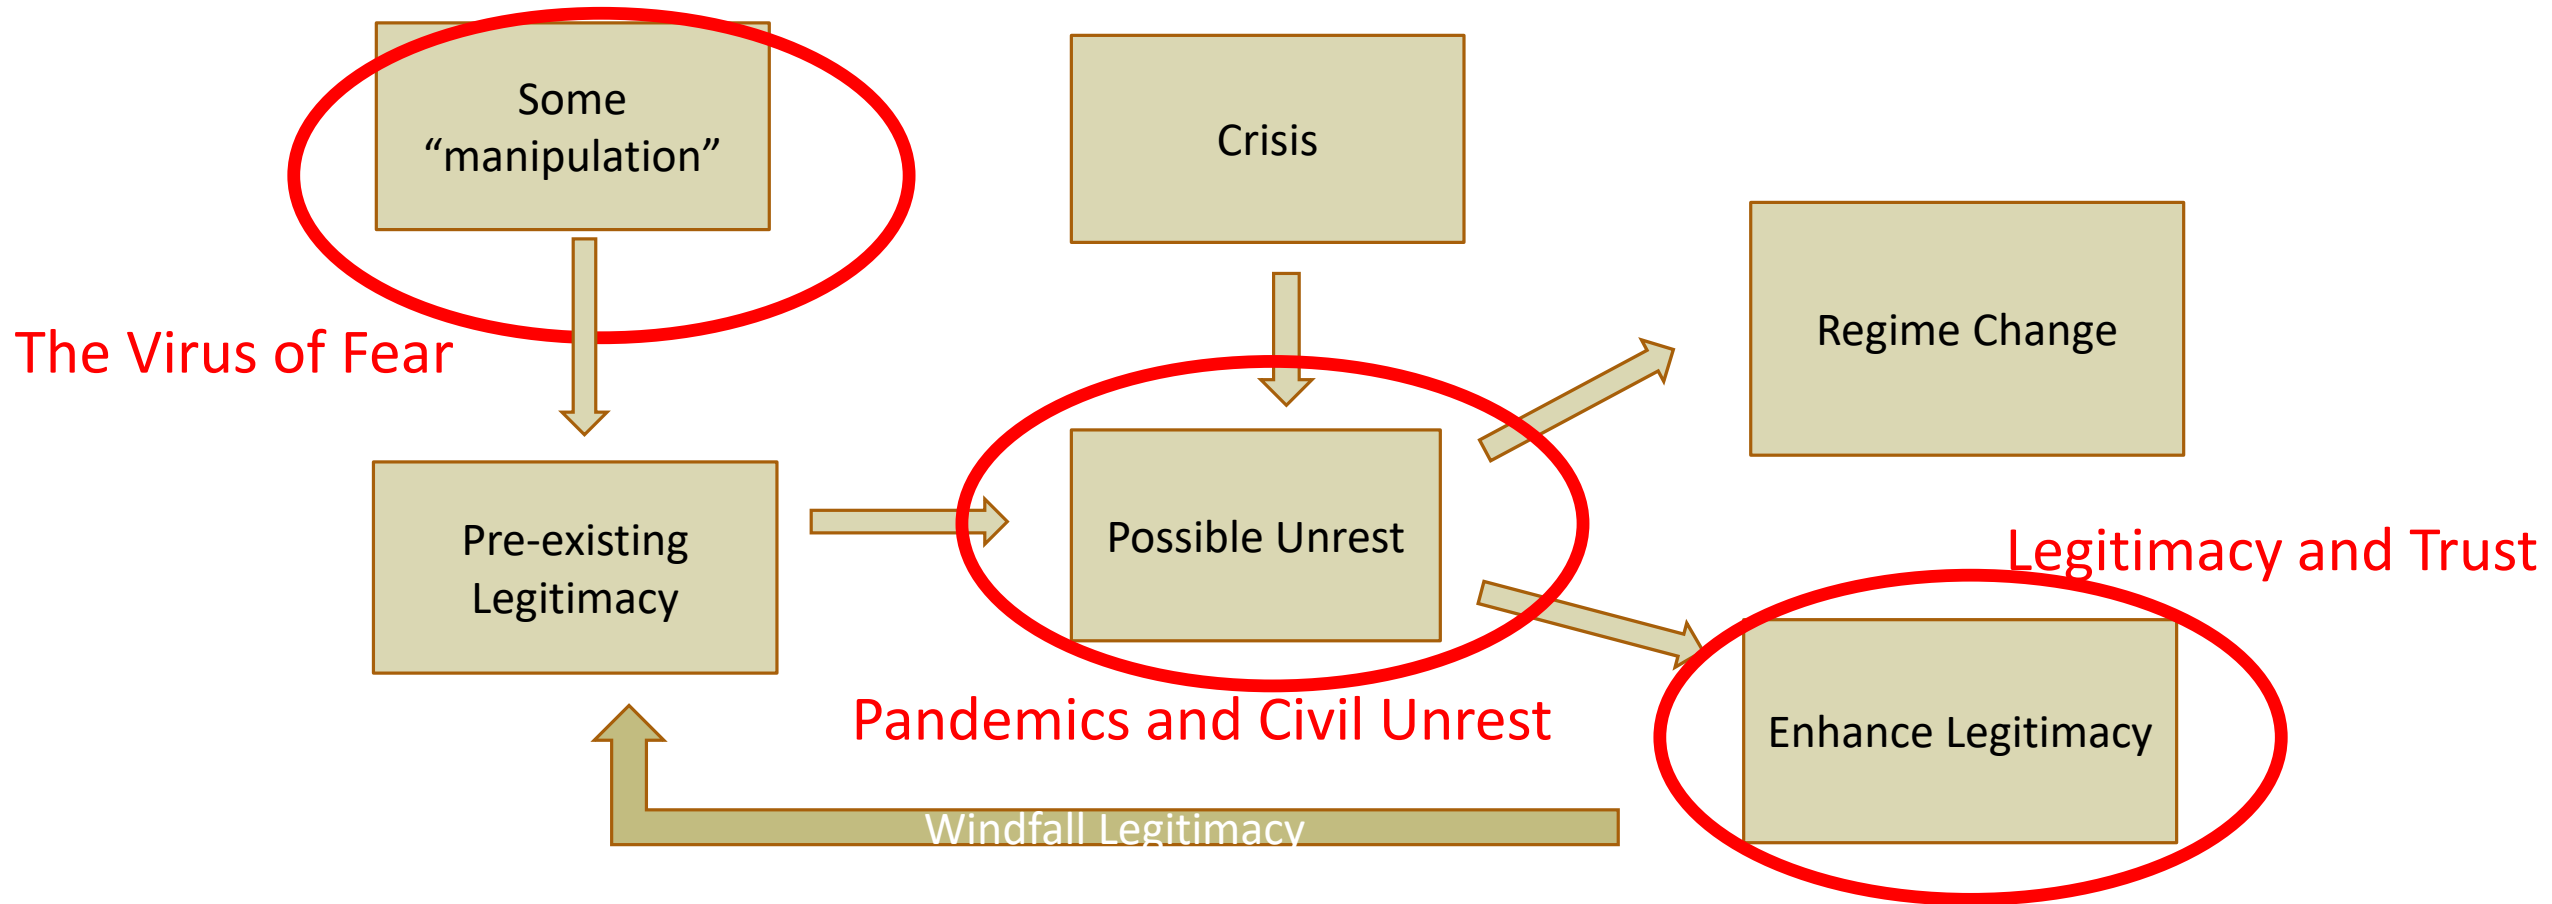 Some
“manipulation”
Crisis
Regime Change
The Virus of Fear
Pre-existing
Legitimacy
Possible Unrest
Legitimacy and Trust
Pandemics and Civil Unrest
Enhance Legitimacy
Windfall Legitimacy